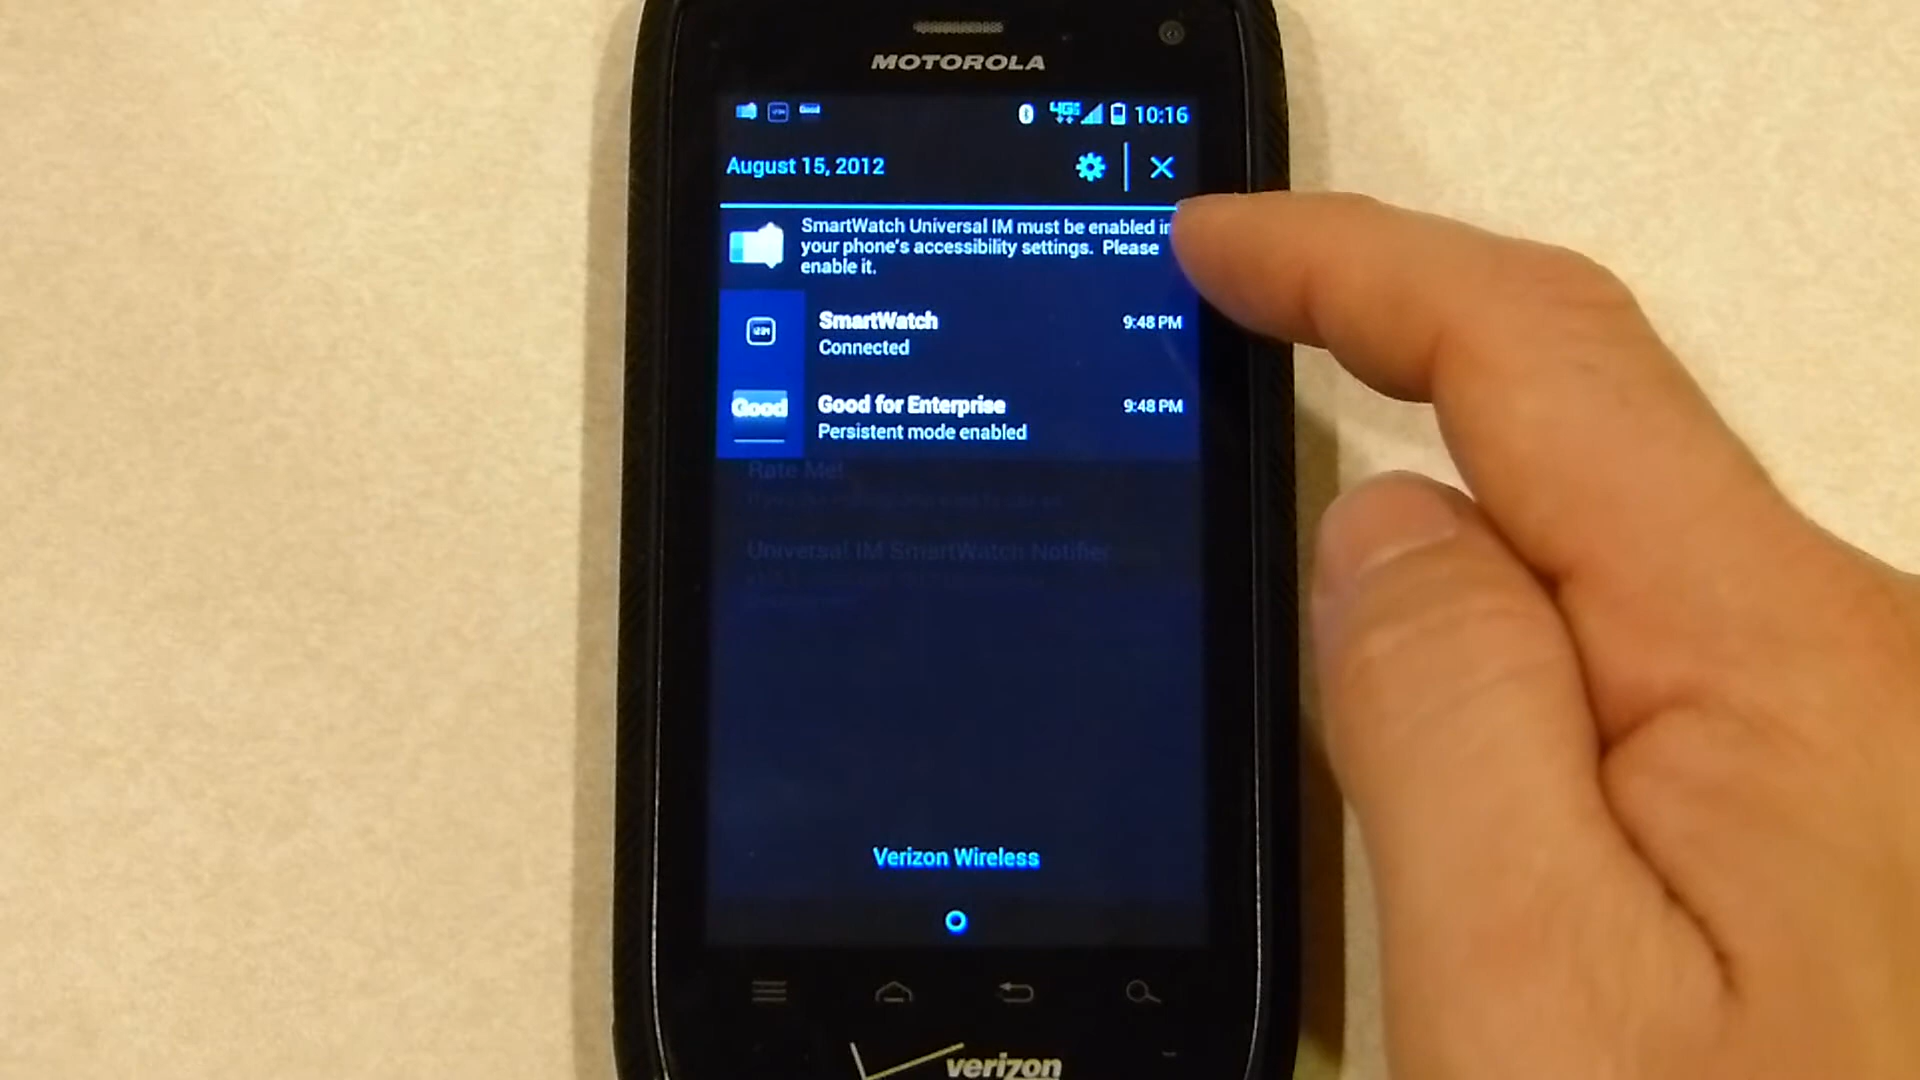 MOTOROLA
Good
4G
10:16
August 15, 2012
SmartWatch Universal IM must be enabled in
your phone's accessibility settings. Please
enable it.
SmartWatch
9:48 PM
Connected
Good
Good for Enterprise
9:48 PM
Persistent mode enabled
Rate Me!
Universal IM SmartWatch Notifier
Verizon Wireless
verizon